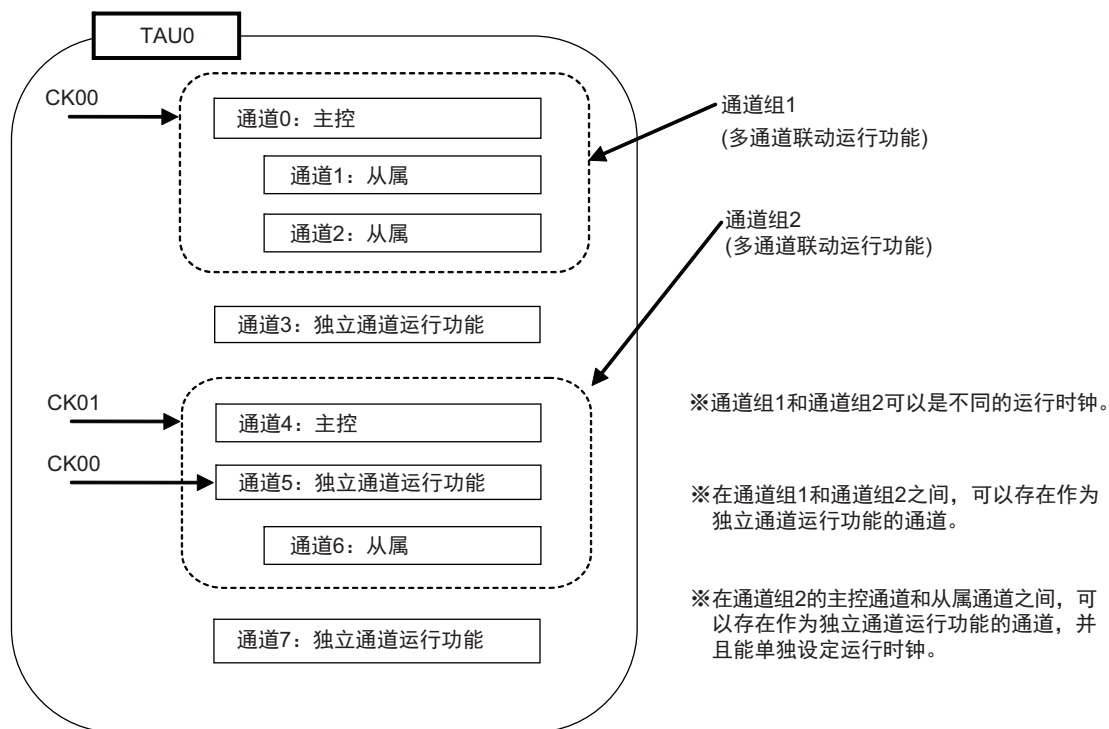 TAU0
CK00
通道0：主控
通道1：从属
通道2：从属
通道组1
(多通道联动运行功能)
通道组2
(多通道联动运行功能)
通道3：独立通道运行功能
CK01
通道4：主控
CK00
通道5：独立通道运行功能
通道6：从属
通道7：独立通道运行功能
※通道组1和通道组2可以是不同的运行时钟。
※在通道组1和通道组2之间，可以存在作为
独立通道运行功能的通道。
※在通道组2的主控通道和从属通道之间，可
以存在作为独立通道运行功能的通道，并
且能单独设定运行时钟。